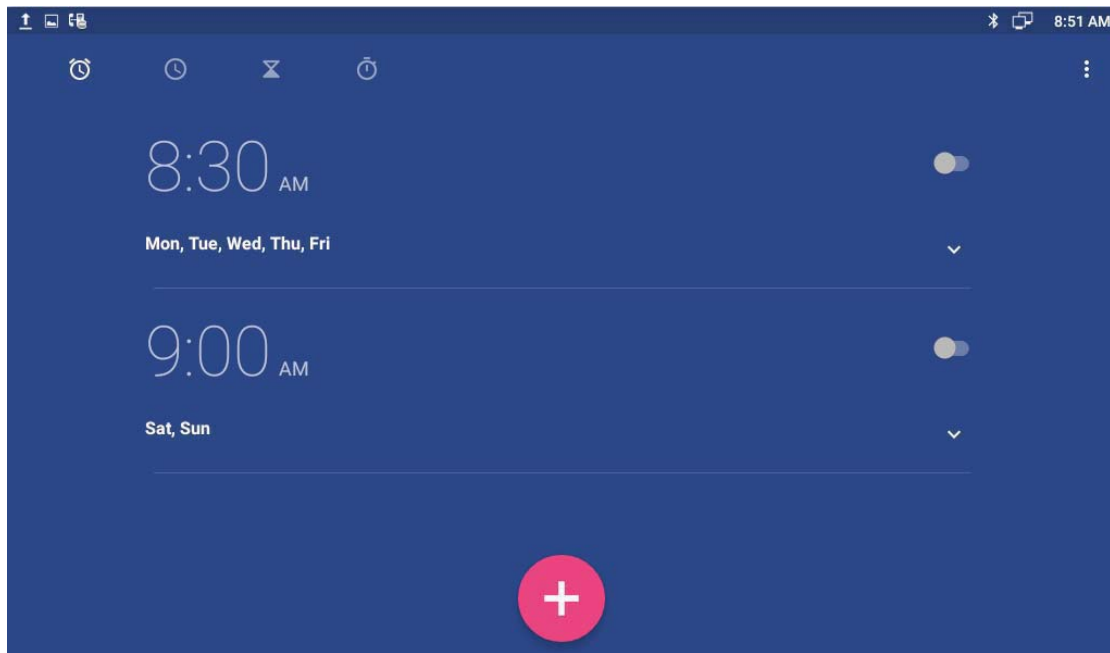 8:51 AM
8:30 AM
Mon, Tue, Wed, Thu, Fri
9:00 AM
Sat, Sun